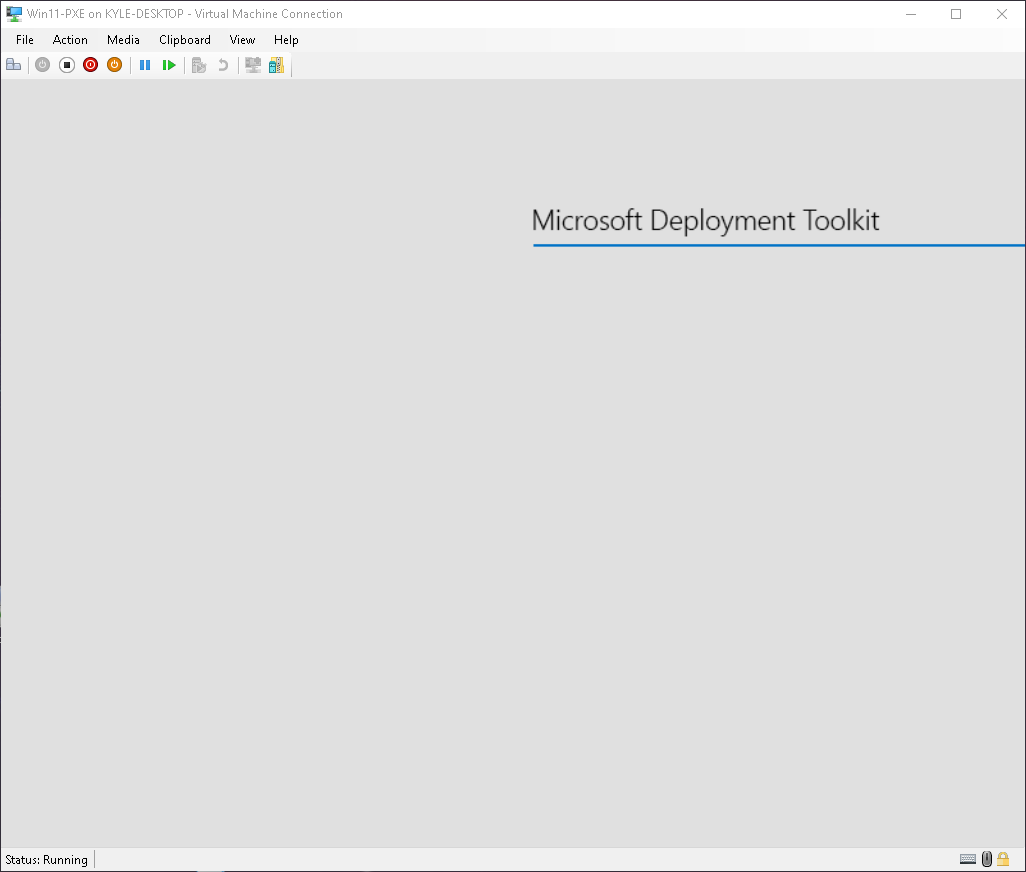 Win11-PXE on KYLE-DESKTOP - Virtual Machine Connection
File Action Media Clipboard View Help
Microsoft Deployment Toolkit
Status: Running